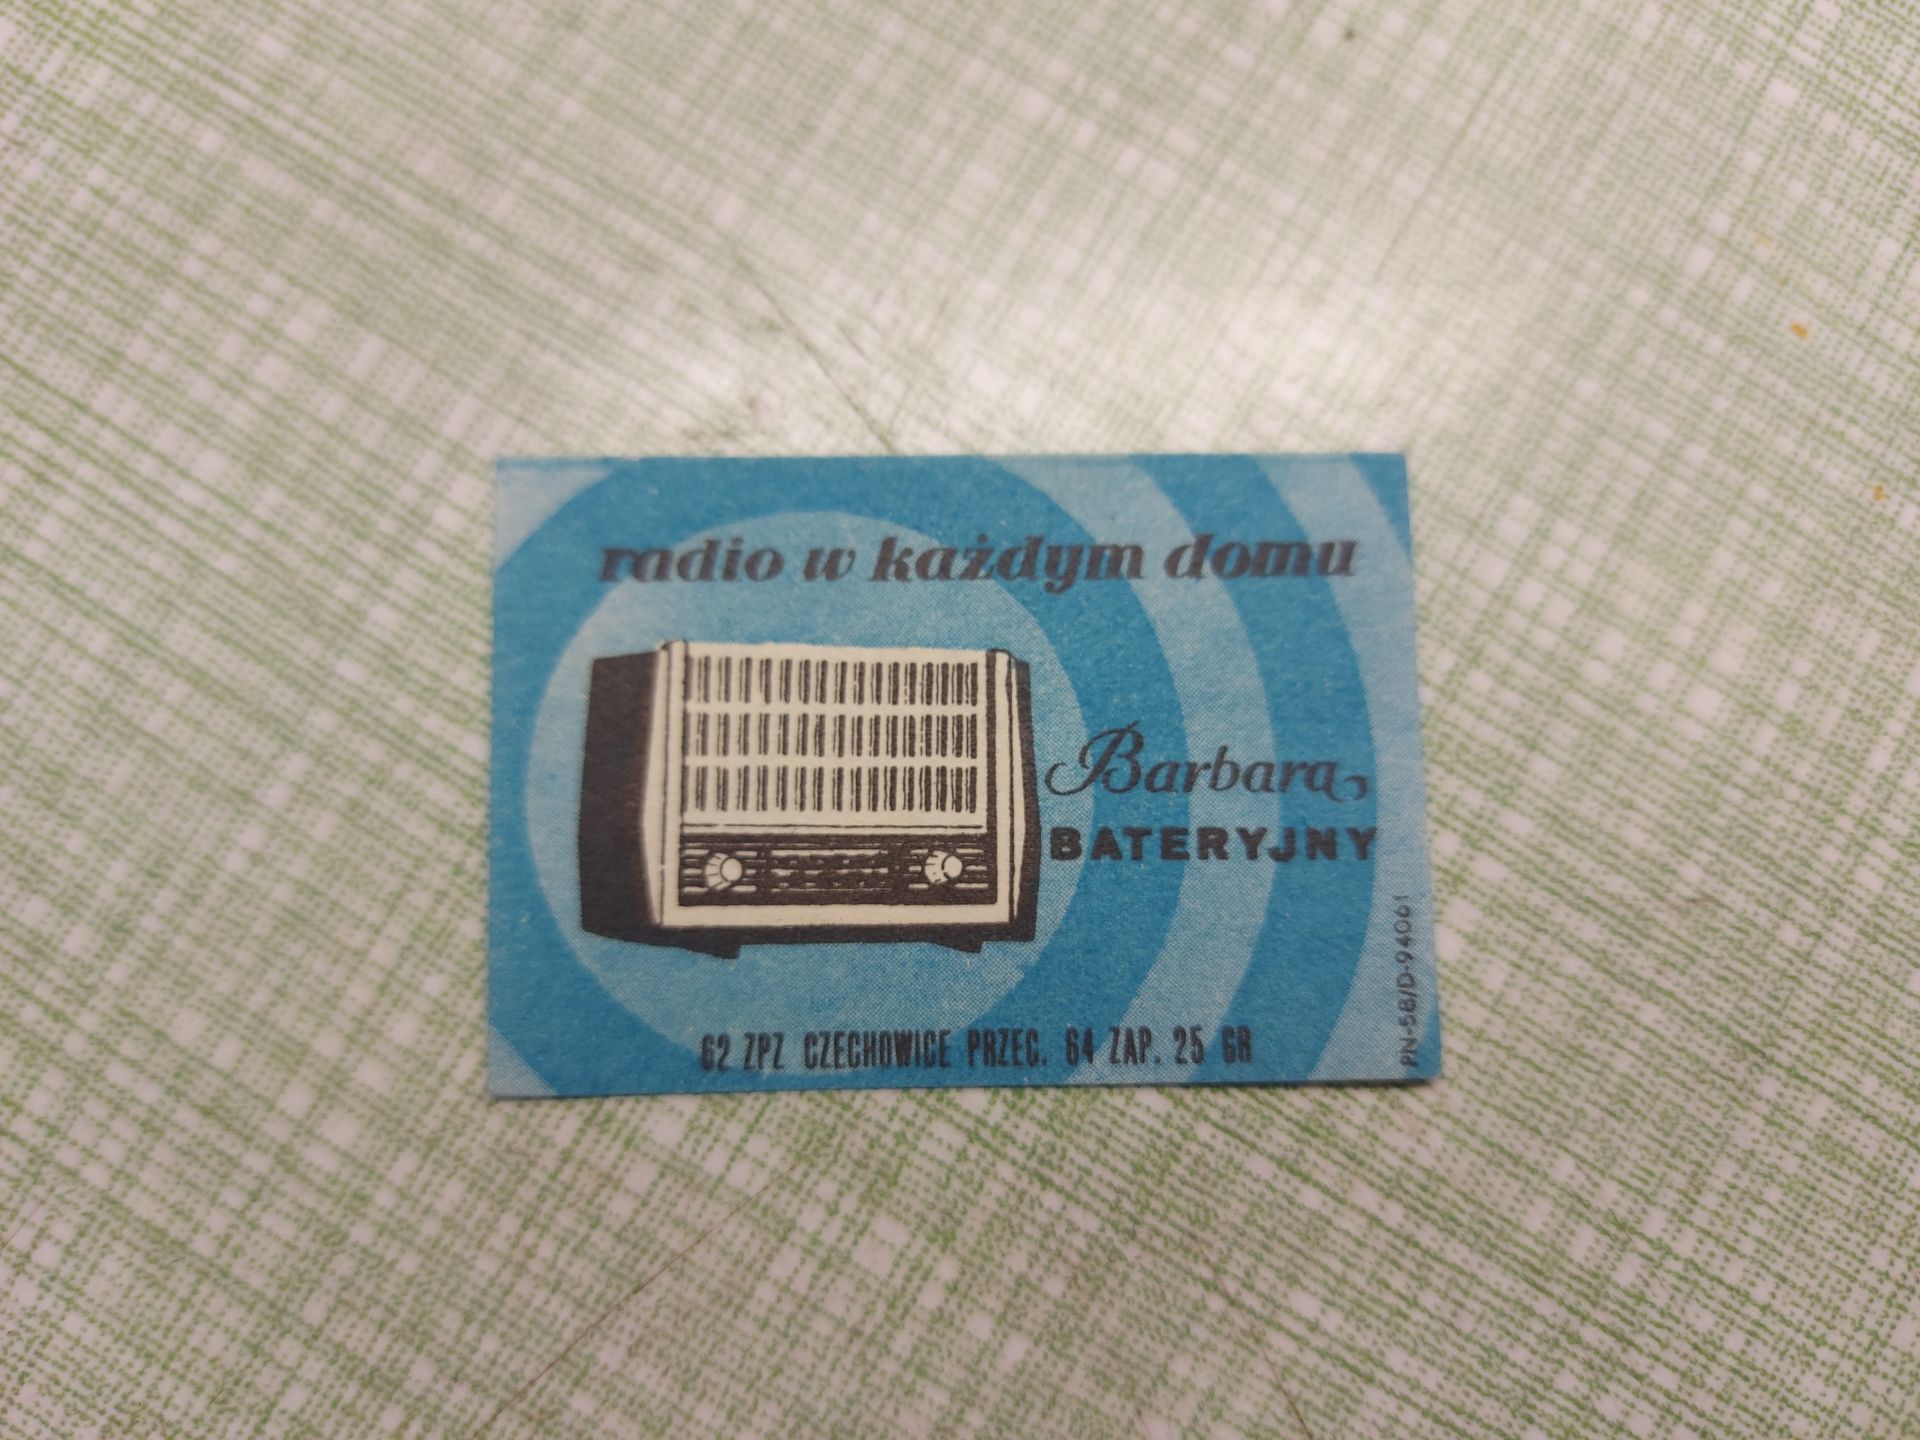 radio w każdym domu
Barbara
BATERYJNY
62 ZPZ CZECHOWICE PRZEC. 64 ZAP. 25 GR
PN-58/D-94061